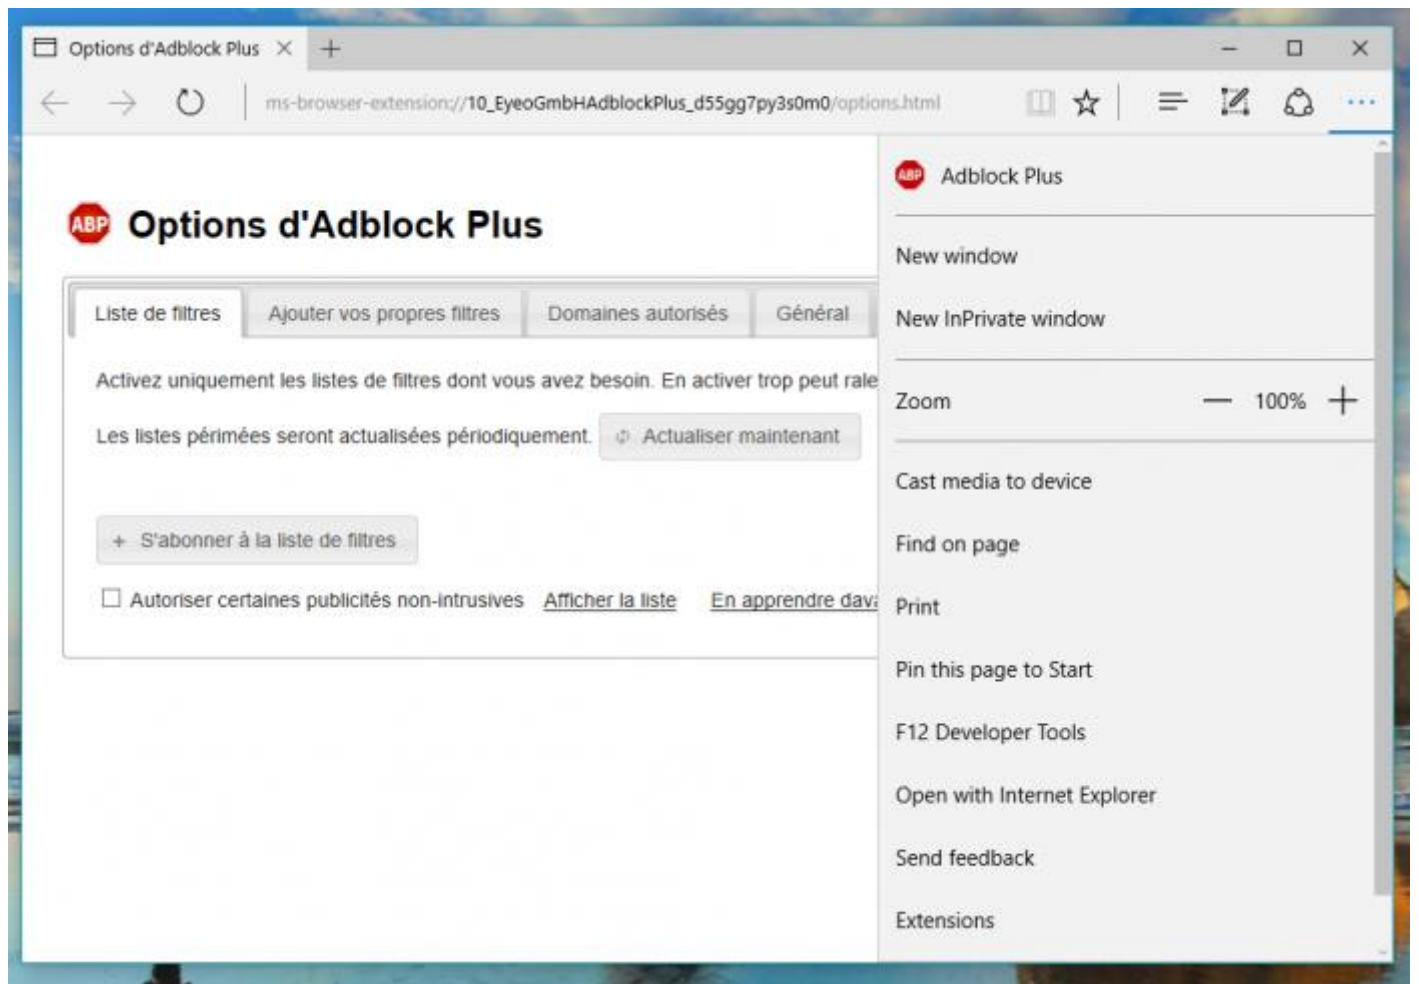 Options d'Adblock Plus
ms-browser-extension://10_EyeoGmbHAdblockPlus_d55gg7py3s0m0/options.html
ABP Options d'Adblock Plus
Liste de filtres Ajouter vos propres filtres Domaines autorisés Général
Activez uniquement les listes de filtres dont vous avez besoin. En activer trop peut rale
Les listes périmées seront actualisées périodiquement. Actualiser maintenant
+ S'abonner à la liste de filtres
Autoriser certaines publicités non-intrusives Afficher la liste En apprendre dava
ABP Adblock Plus
New window
New InPrivate window
Zoom — 100% +
Cast media to device
Find on page
Print
Pin this page to Start
F12 Developer Tools
Open with Internet Explorer
Send feedback
Extensions